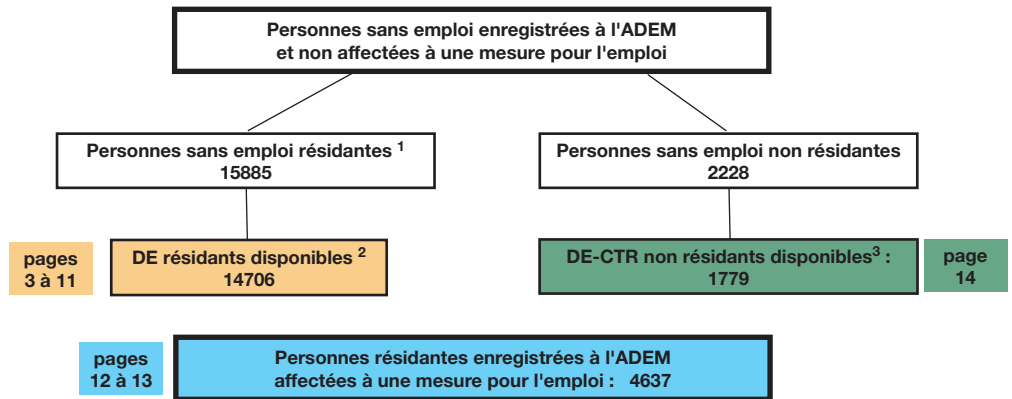 Personnes sans emploi enregistrées à l'ADEM
et non affectées à une mesure pour l'emploi
Personnes sans emploi résidantes 1
15885
Personnes sans emploi non résidantes
2228
pages
3 à 11
DE résidants disponibles 2
14706
DE-CTR non résidants disponibles3 :
1779
page
14
pages
12 à 13
Personnes résidantes enregistrées à l'ADEM
affectées à une mesure pour l'emploi : 4637